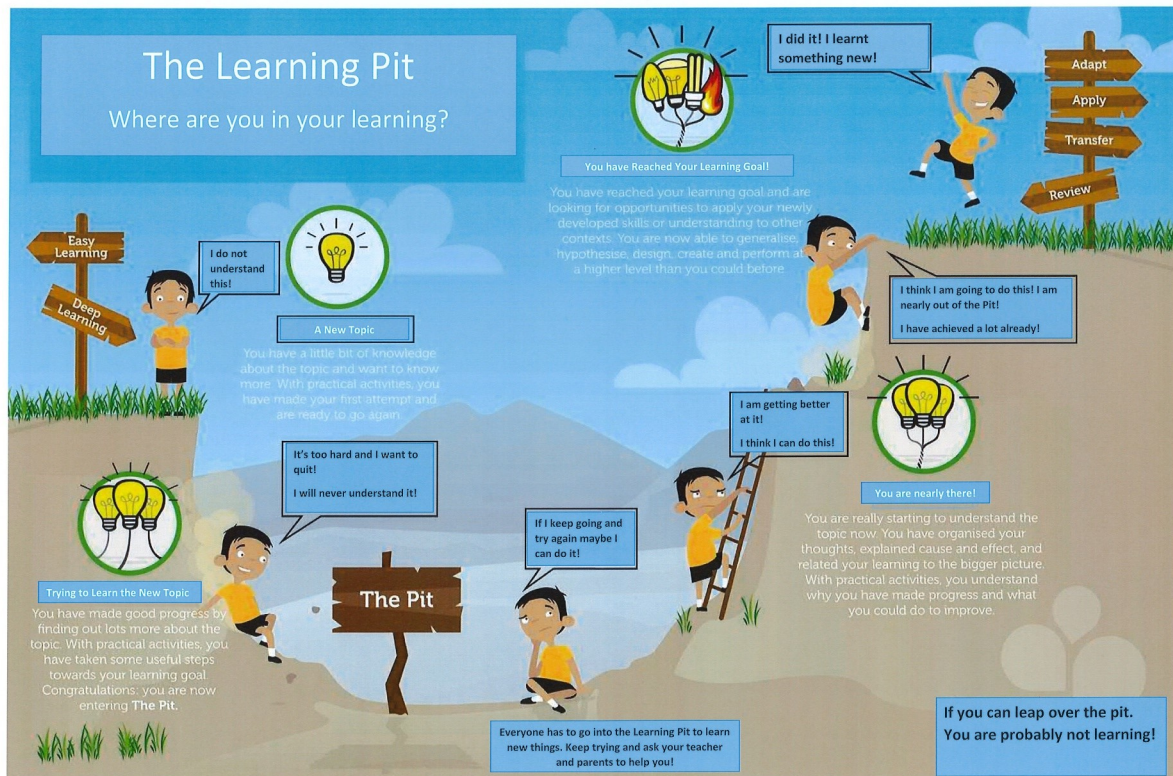 The Learning Pit
Where are you in your learning?
Easy
Learning
Deep
Learning
I do not
understand
this!
A New Topic
You have a little bit of knowledge
about the topic and want to know
more. With practical activities, you
have made your first attempt and
are ready to go again.
Trying to Learn the New Topic
You have made good progress by
finding out lots more about the
topic. With practical activities, you
have taken some useful steps
towards your learning goal.
Congratulations: you are now
entering The Pit.
It's too hard and I want to
quit!
I will never understand it!
The Pit
If I keep going and
try again maybe I
can do it!
Everyone has to go into the Learning Pit to learn
new things. Keep trying and ask your teacher
and parents to help you!
I am getting better
at it!
I think I can do this!
You are nearly there!
You are really starting to understand the
topic now. You have organised your
thoughts, explained cause and effect, and
related your learning to the bigger picture.
With practical activities, you understand
why you have made progress and what
you could do to improve.
I think I am going to do this! I am
nearly out of the Pit!
I have achieved a lot already!
You have Reached Your Learning Goal!
You have reached your learning goal and are
looking for opportunities to apply your newly
developed skills or understanding to other
contexts. You are now able to generalise,
hypothesise, design, create and perform at
a higher level than you could before.
I did it! I learnt
something new!
Adapt
Apply
Transfer
Review
If you can leap over the pit.
You are probably not learning!